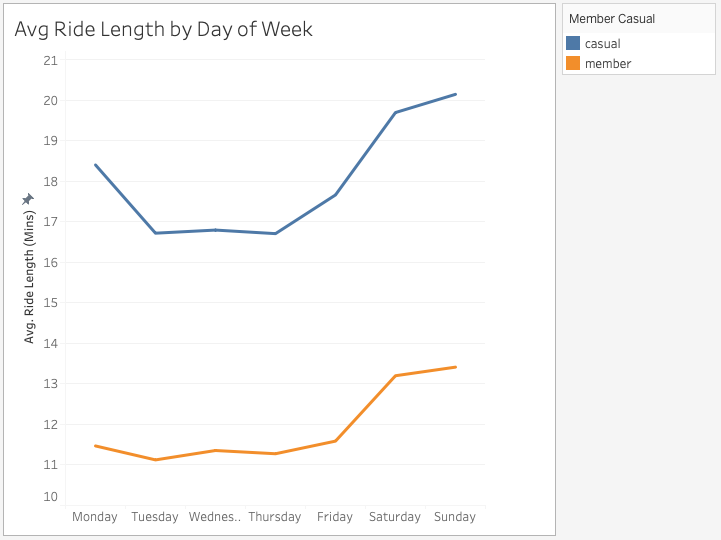 Avg Ride Length by Day of Week
Member Casual
casual
member
21
20
19
18
17
16
15
14
13
12
11
10
Avg. Ride Length (Mins)
Monday Tuesday Wednes.. Thursday Friday Saturday Sunday